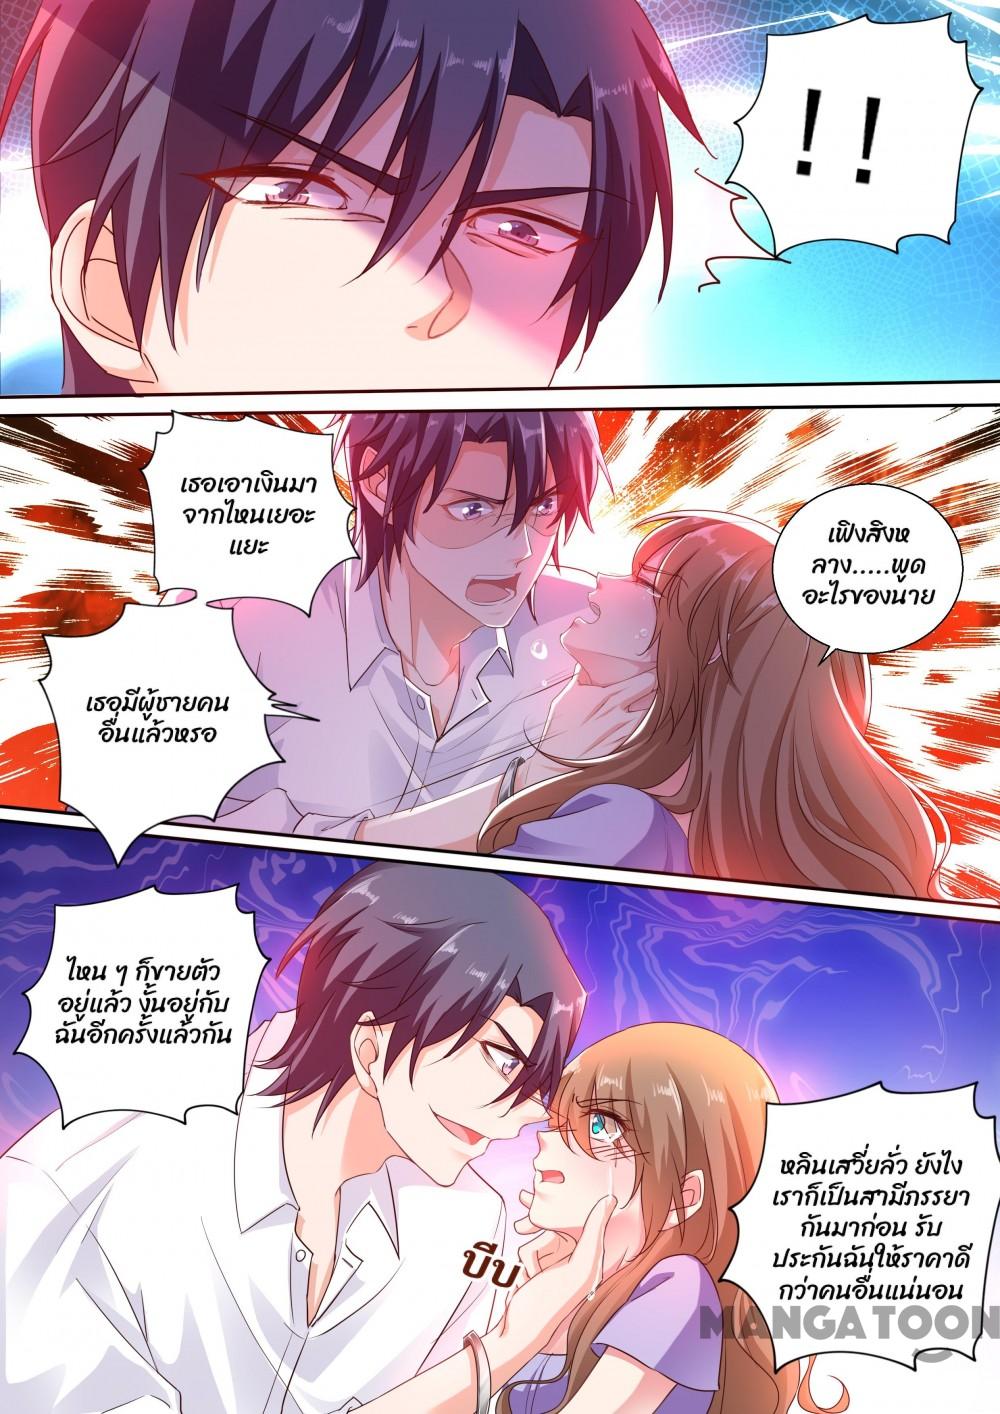 !!
เธอเอาเงินมา
จากไหนเยอะ
แยะ
เฟิงสิงห
ลาง.....พูด
อะไรของนาย
เธอมีผู้ชายคน
อื่นแล้วหรอ
ไหน ๆ ก็ขายตัว
อยู่แล้ว งั้นอยู่กับ
ฉันอีกครั้งแล้วกัน
บีบ
หลินเสวี่ยลั่ว ยังไง
เราก็เป็นสามีภรรยา
กันมาก่อน รับ
ประกันฉันให้ราคาดี
กว่าคนอื่นแน่นอน
MANGATOON